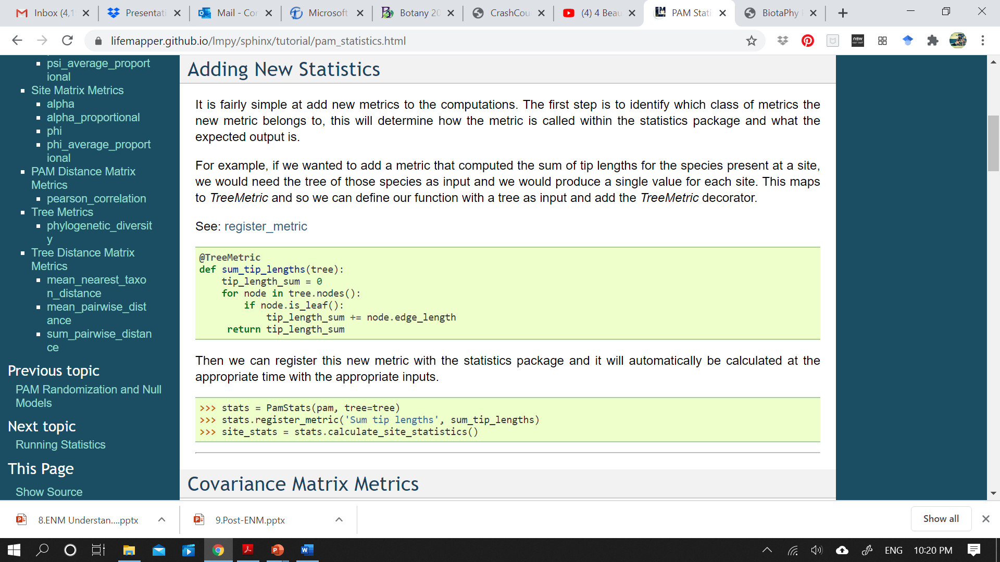 Inbox (4,1
Presentati
Mail - Cor
Microsoft
Botany 20
CrashCou
(4) 4 Beau
PAM Stati
BiotaPhy
lifemapper.github.io/lmpy/sphinx/tutorial/pam_statistics.html
psi_average_proport
ional
Site Matrix Metrics
alpha
alpha_proportional
phi
phi_average_proport
ional
PAM Distance Matrix
Metrics
pearson_correlation
Tree Metrics
phylogenetic_diversit
y
Tree Distance Matrix
Metrics
mean_nearest_taxo
n_distance
mean_pairwise_dist
ance
sum_pairwise_distan
ce
Previous topic
PAM Randomization and Null
Models
Next topic
Running Statistics
This Page
Show Source
Adding New Statistics
It is fairly simple at add new metrics to the computations. The first step is to identify which class of metrics the
new metric belongs to, this will determine how the metric is called within the statistics package and what the
expected output is.
For example, if we wanted to add a metric that computed the sum of tip lengths for the species present at a site,
we would need the tree of those species as input and we would produce a single value for each site. This maps
to TreeMetric and so we can define our function with a tree as input and add the TreeMetric decorator.
See: register_metric
@TreeMetric
def sum_tip_lengths(tree):
    tip_length_sum = 0
    for node in tree.nodes():
        if node.is_leaf():
            tip_length_sum += node.edge_length
     return tip_length_sum
Then we can register this new metric with the statistics package and it will automatically be calculated at the
appropriate time with the appropriate inputs.
>>> stats = PamStats(pam, tree=tree)
>>> stats.register_metric('Sum tip lengths', sum_tip_lengths)
>>> site_stats = stats.calculate_site_statistics()
Covariance Matrix Metrics
8.ENM Understan....pptx
9.Post-ENM.pptx
Show all
ENG
10:20 PM